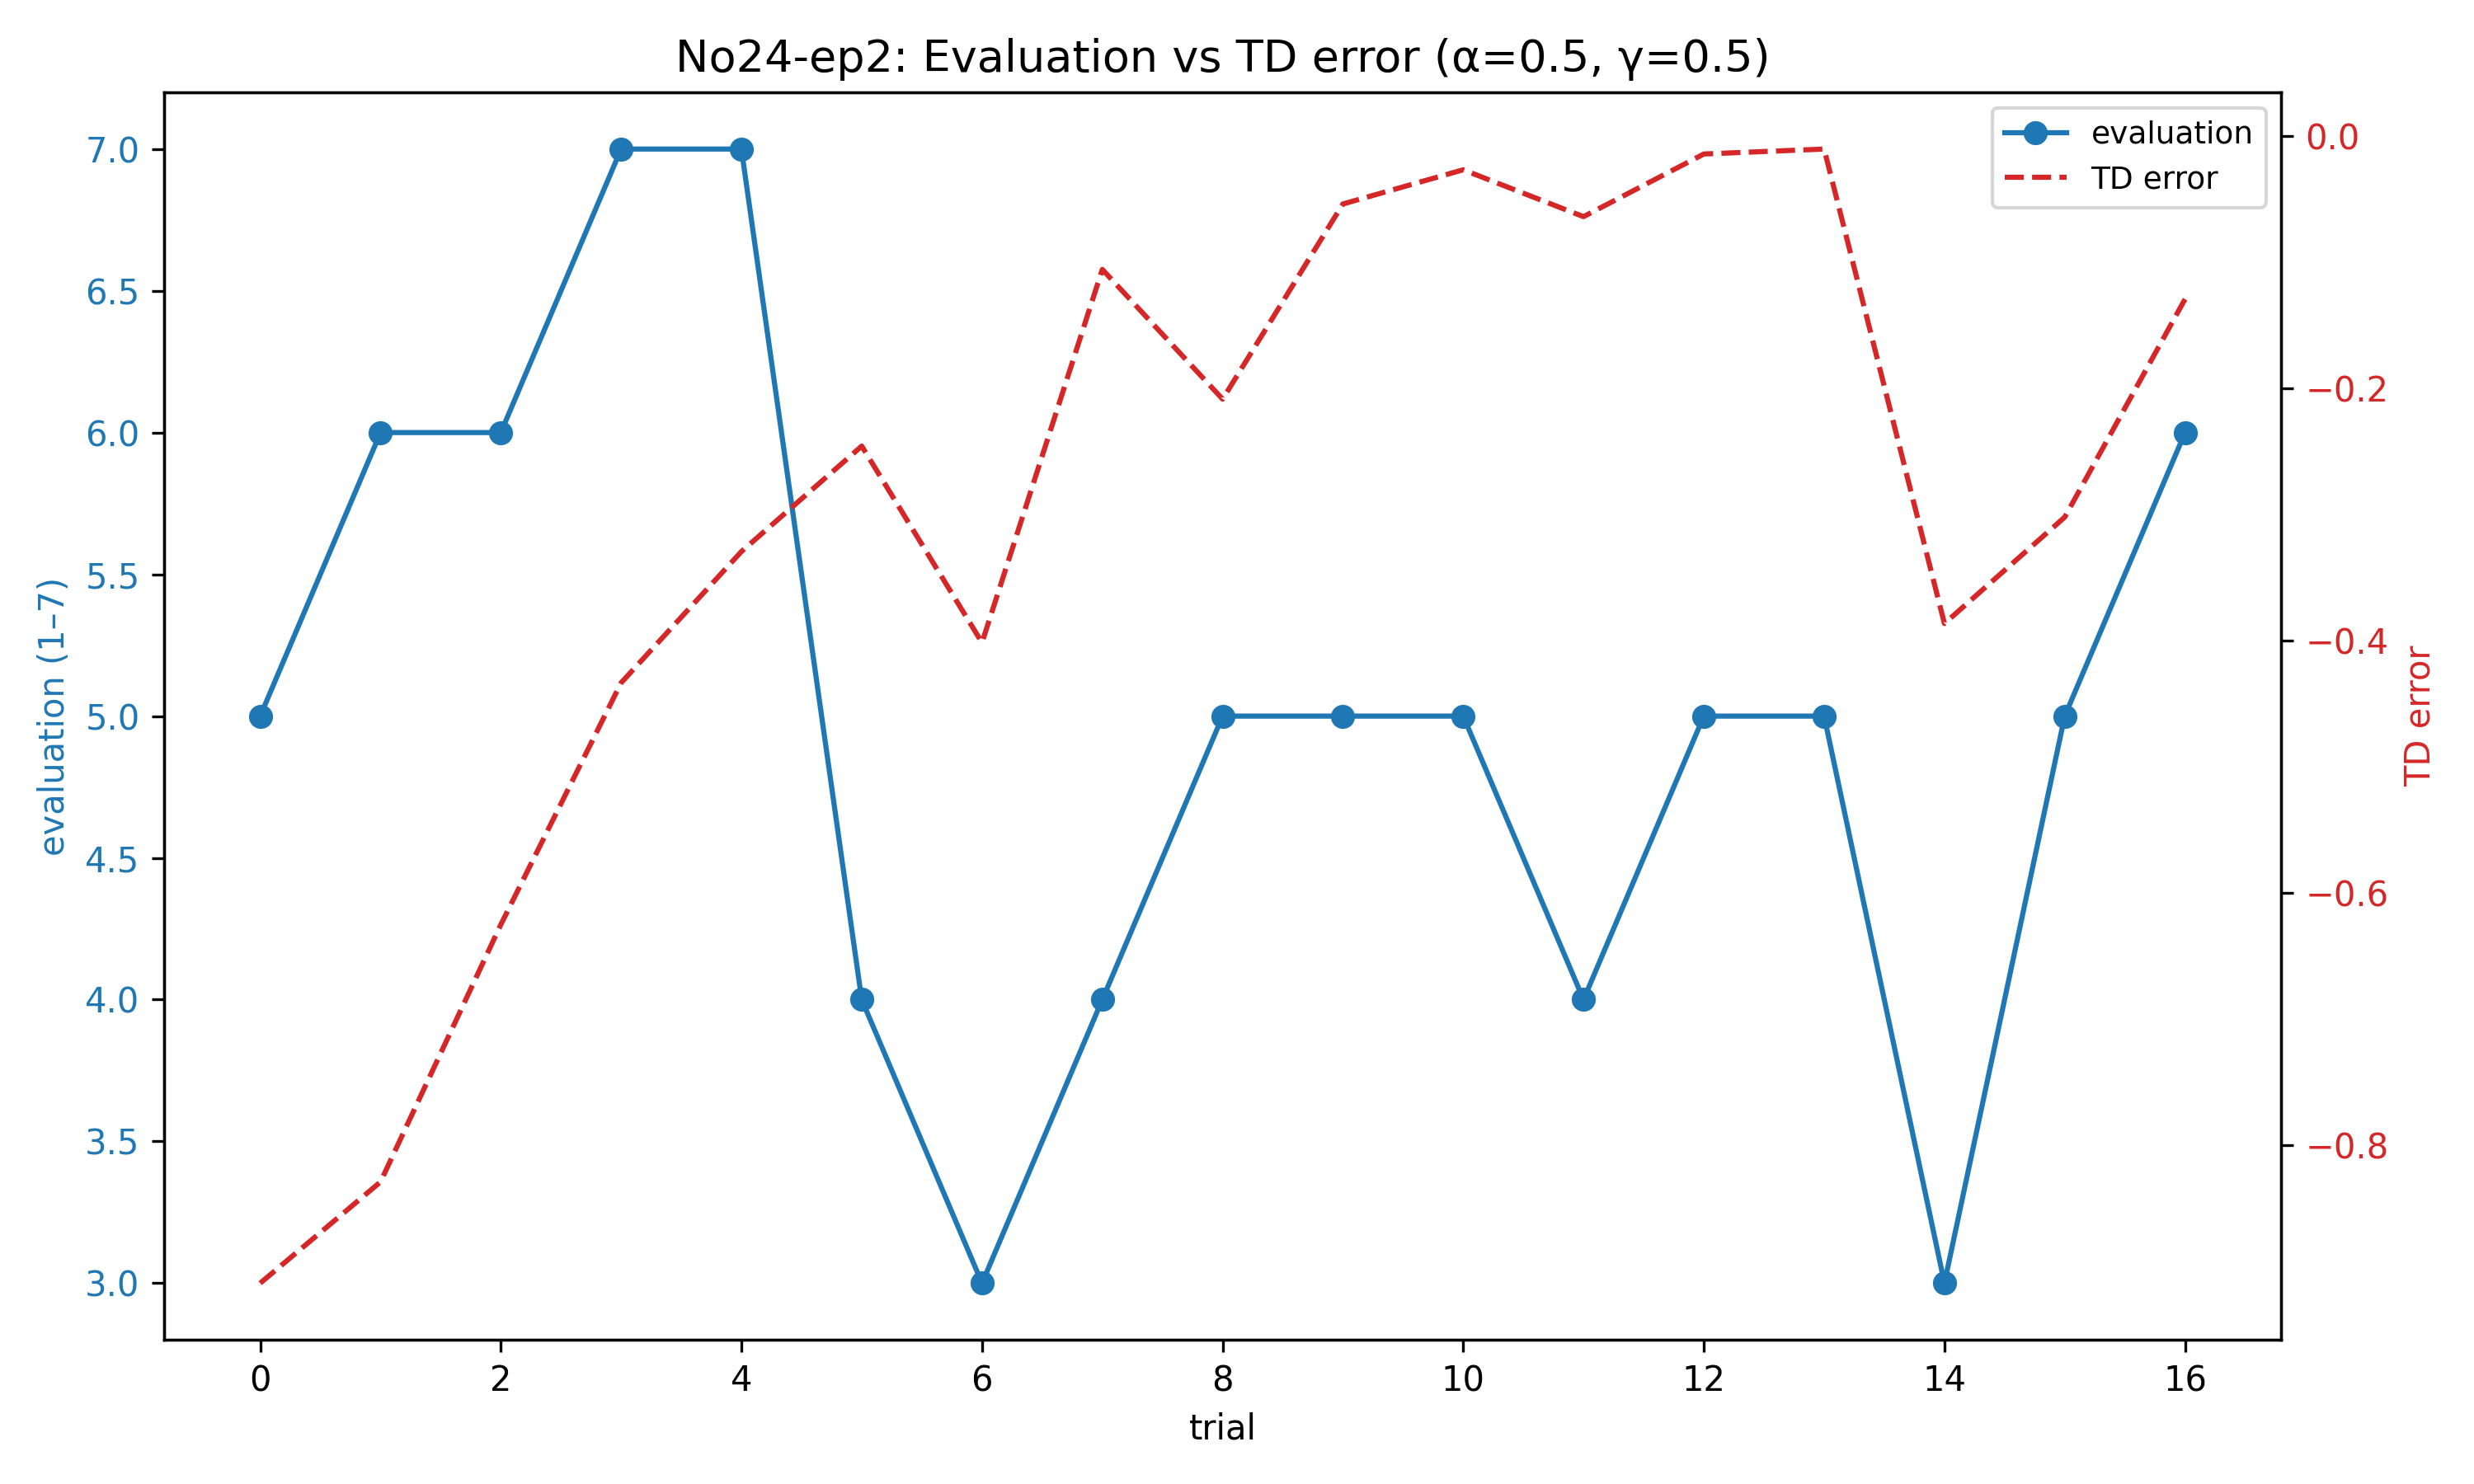 No24-ep2: Evaluation vs TD error (α=0.5, γ=0.5)
evaluation
TD error
7.0
6.5
6.0
5.5
5.0
4.5
4.0
3.5
3.0
evaluation (1–7)
0.0
−0.2
−0.4
−0.6
−0.8
TD error
0 2 4 6 8 10 12 14 16
trial